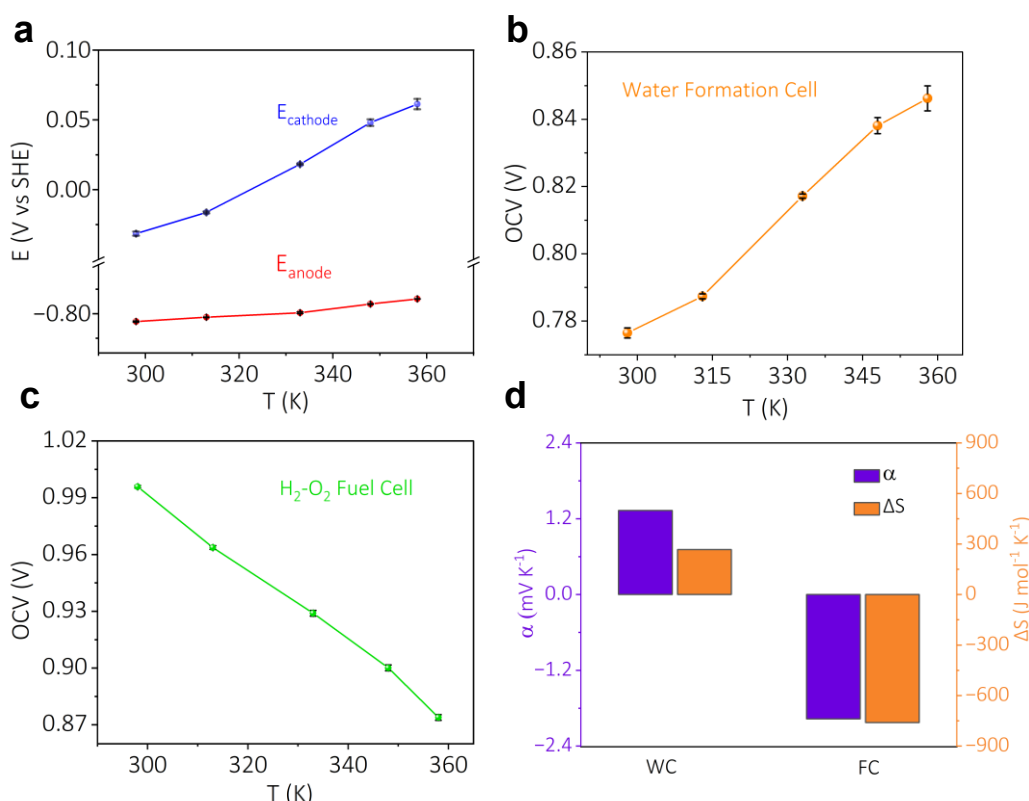 a
0.10
0.05
0.00
−0.80
E (V vs SHE)
E_cathode
E_anode
300
320
340
360
T (K)
b
0.86
0.84
0.82
0.80
0.78
OCV (V)
Water Formation Cell
300
315
330
345
360
T (K)
c
1.02
0.99
0.96
0.93
0.90
0.87
OCV (V)
H₂-O₂ Fuel Cell
300
320
340
360
T (K)
d
2.4
1.2
0.0
−1.2
−2.4
α (mV K⁻¹)
α
ΔS
900
600
300
0
−300
−600
−900
ΔS (J mol⁻¹ K⁻¹)
WC
FC